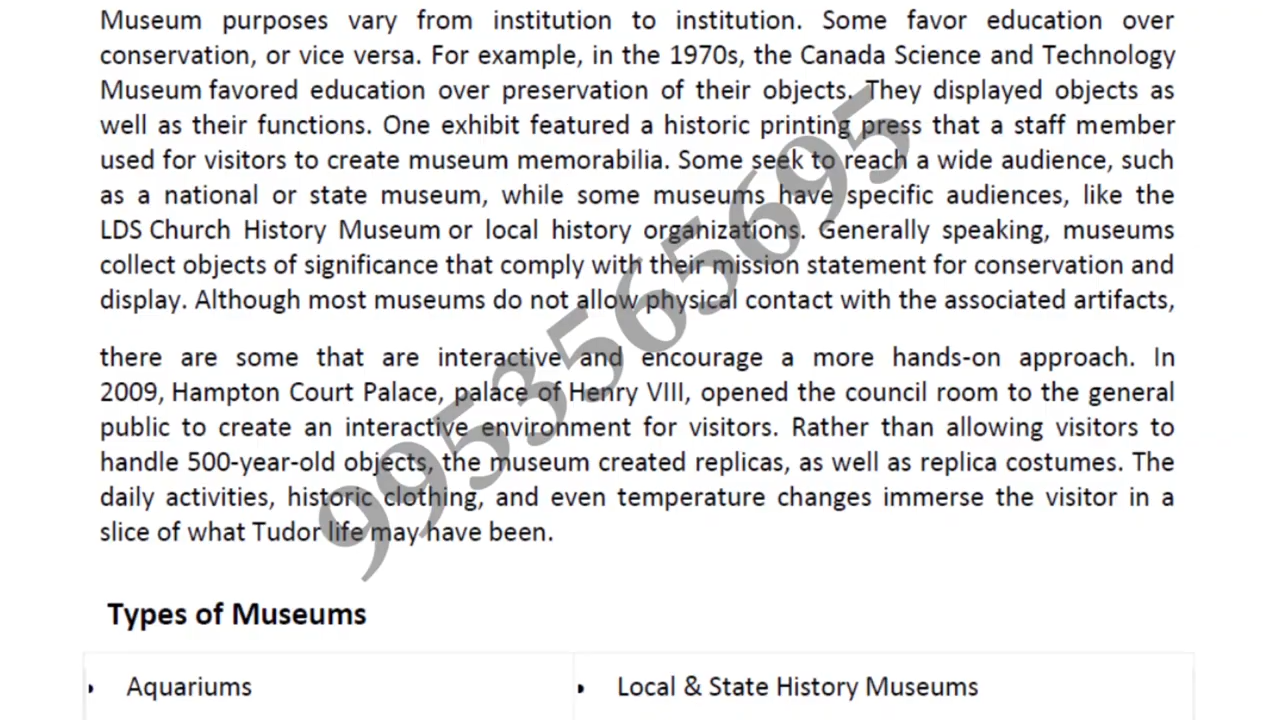 Museum purposes vary from institution to institution. Some favor education over
conservation, or vice versa. For example, in the 1970s, the Canada Science and Technology
Museum favored education over preservation of their objects. They displayed objects as
well as their functions. One exhibit featured a historic printing press that a staff member
used for visitors to create museum memorabilia. Some seek to reach a wide audience, such
as a national or state museum, while some museums have specific audiences, like the
LDS Church History Museum or local history organizations. Generally speaking, museums
collect objects of significance that comply with their mission statement for conservation and
display. Although most museums do not allow physical contact with the associated artifacts,
there are some that are interactive and encourage a more hands-on approach. In
2009, Hampton Court Palace, palace of Henry VIII, opened the council room to the general
public to create an interactive environment for visitors. Rather than allowing visitors to
handle 500-year-old objects, the museum created replicas, as well as replica costumes. The
daily activities, historic clothing, and even temperature changes immerse the visitor in a
slice of what Tudor life may have been.
9953565695
Types of Museums
• Aquariums
• Local & State History Museums